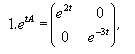 1. e^{tA} = \begin{pmatrix} e^{2t} & 0 \\ 0 & e^{-3t} \end{pmatrix},